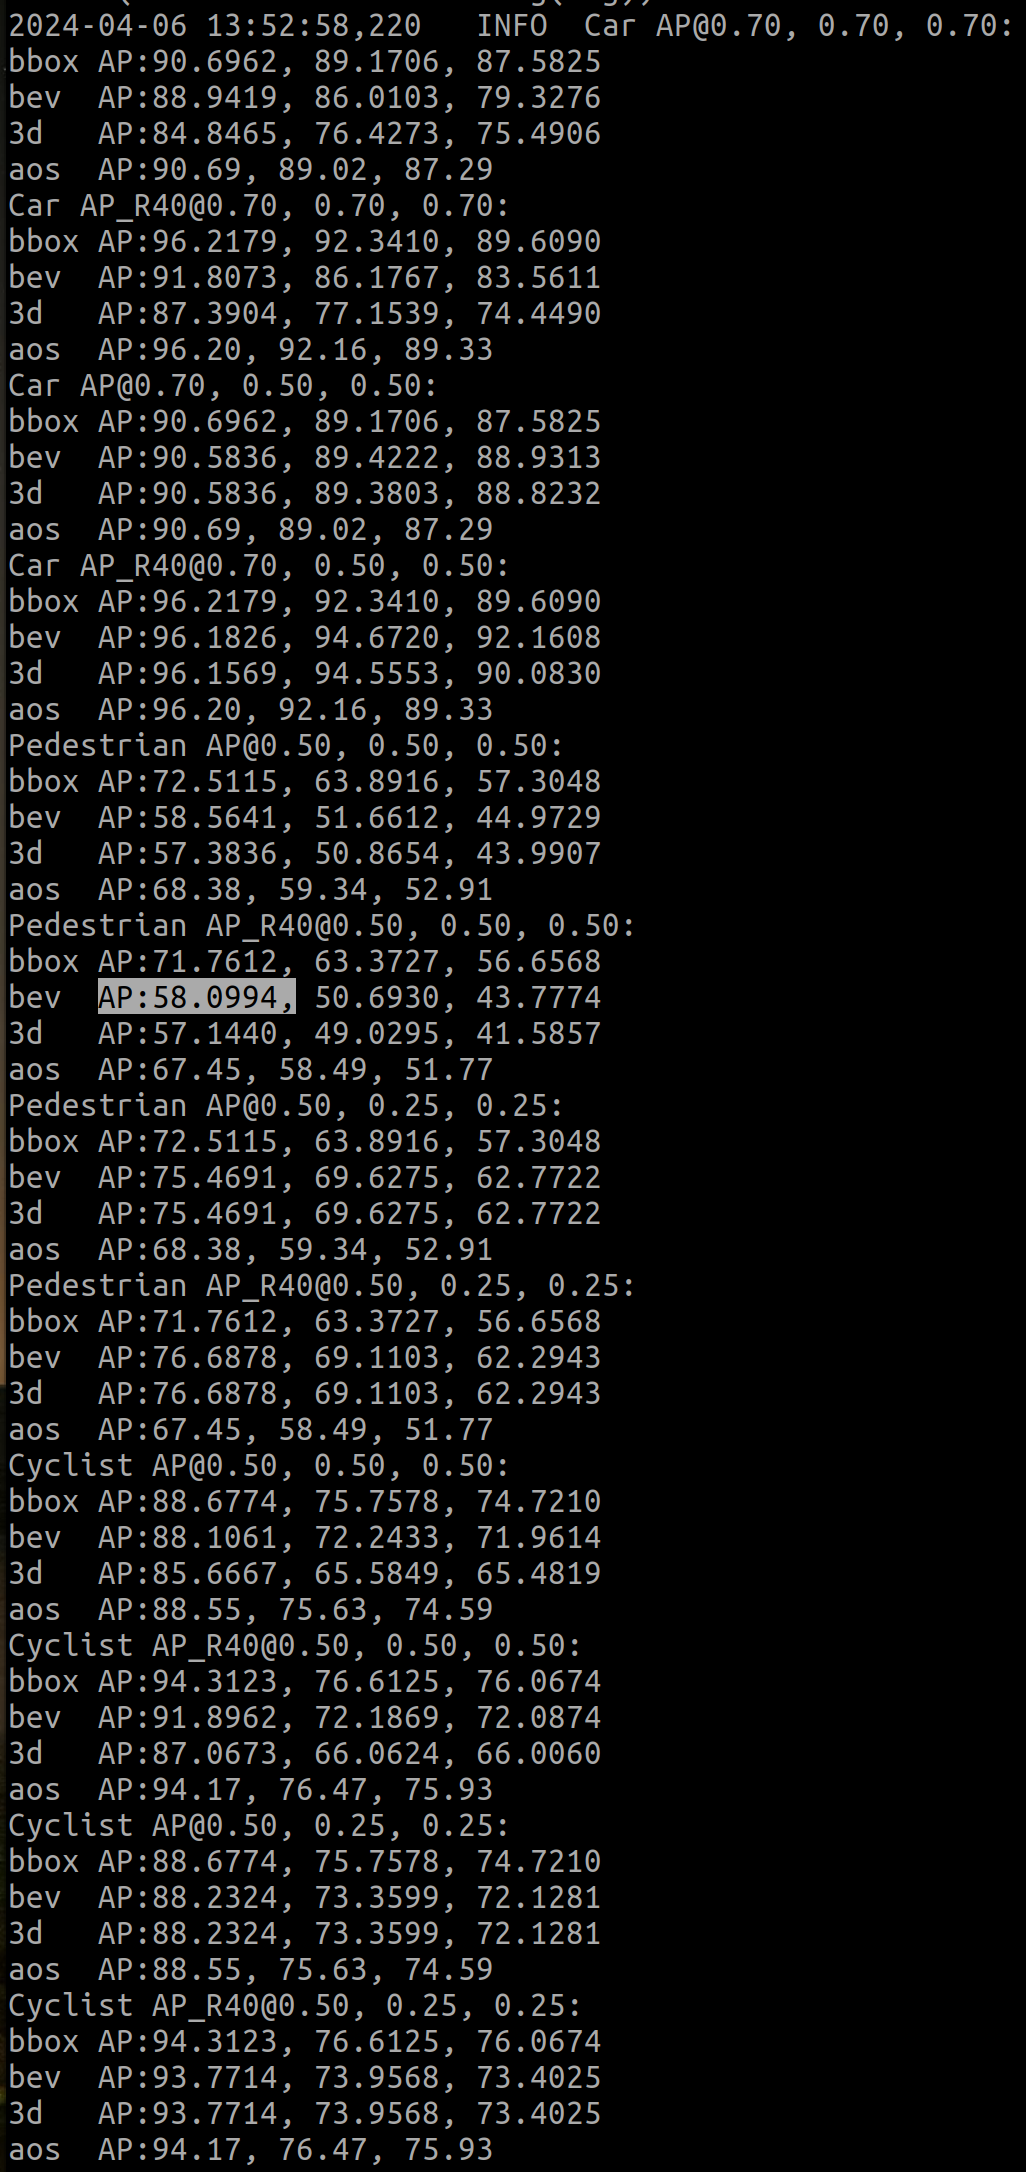 2024-04-06 13:52:58,220   INFO  Car AP@0.70, 0.70, 0.70:
bbox AP:90.6962, 89.1706, 87.5825
bev  AP:88.9419, 86.0103, 79.3276
3d   AP:84.8465, 76.4273, 75.4906
aos  AP:90.69, 89.02, 87.29
Car AP_R40@0.70, 0.70, 0.70:
bbox AP:96.2179, 92.3410, 89.6090
bev  AP:91.8073, 86.1767, 83.5611
3d   AP:87.3904, 77.1539, 74.4490
aos  AP:96.20, 92.16, 89.33
Car AP@0.70, 0.50, 0.50:
bbox AP:90.6962, 89.1706, 87.5825
bev  AP:90.5836, 89.4222, 88.9313
3d   AP:90.5836, 89.3803, 88.8232
aos  AP:90.69, 89.02, 87.29
Car AP_R40@0.70, 0.50, 0.50:
bbox AP:96.2179, 92.3410, 89.6090
bev  AP:96.1826, 94.6720, 92.1608
3d   AP:96.1569, 94.5553, 90.0830
aos  AP:96.20, 92.16, 89.33
Pedestrian AP@0.50, 0.50, 0.50:
bbox AP:72.5115, 63.8916, 57.3048
bev  AP:58.5641, 51.6612, 44.9729
3d   AP:57.3836, 50.8654, 43.9907
aos  AP:68.38, 59.34, 52.91
Pedestrian AP_R40@0.50, 0.50, 0.50:
bbox AP:71.7612, 63.3727, 56.6568
bev  AP:58.0994, 50.6930, 43.7774
3d   AP:57.1440, 49.0295, 41.5857
aos  AP:67.45, 58.49, 51.77
Pedestrian AP@0.50, 0.25, 0.25:
bbox AP:72.5115, 63.8916, 57.3048
bev  AP:75.4691, 69.6275, 62.7722
3d   AP:75.4691, 69.6275, 62.7722
aos  AP:68.38, 59.34, 52.91
Pedestrian AP_R40@0.50, 0.25, 0.25:
bbox AP:71.7612, 63.3727, 56.6568
bev  AP:76.6878, 69.1103, 62.2943
3d   AP:76.6878, 69.1103, 62.2943
aos  AP:67.45, 58.49, 51.77
Cyclist AP@0.50, 0.50, 0.50:
bbox AP:88.6774, 75.7578, 74.7210
bev  AP:88.1061, 72.2433, 71.9614
3d   AP:85.6667, 65.5849, 65.4819
aos  AP:88.55, 75.63, 74.59
Cyclist AP_R40@0.50, 0.50, 0.50:
bbox AP:94.3123, 76.6125, 76.0674
bev  AP:91.8962, 72.1869, 72.0874
3d   AP:87.0673, 66.0624, 66.0060
aos  AP:94.17, 76.47, 75.93
Cyclist AP@0.50, 0.25, 0.25:
bbox AP:88.6774, 75.7578, 74.7210
bev  AP:88.2324, 73.3599, 72.1281
3d   AP:88.2324, 73.3599, 72.1281
aos  AP:88.55, 75.63, 74.59
Cyclist AP_R40@0.50, 0.25, 0.25:
bbox AP:94.3123, 76.6125, 76.0674
bev  AP:93.7714, 73.9568, 73.4025
3d   AP:93.7714, 73.9568, 73.4025
aos  AP:94.17, 76.47, 75.93